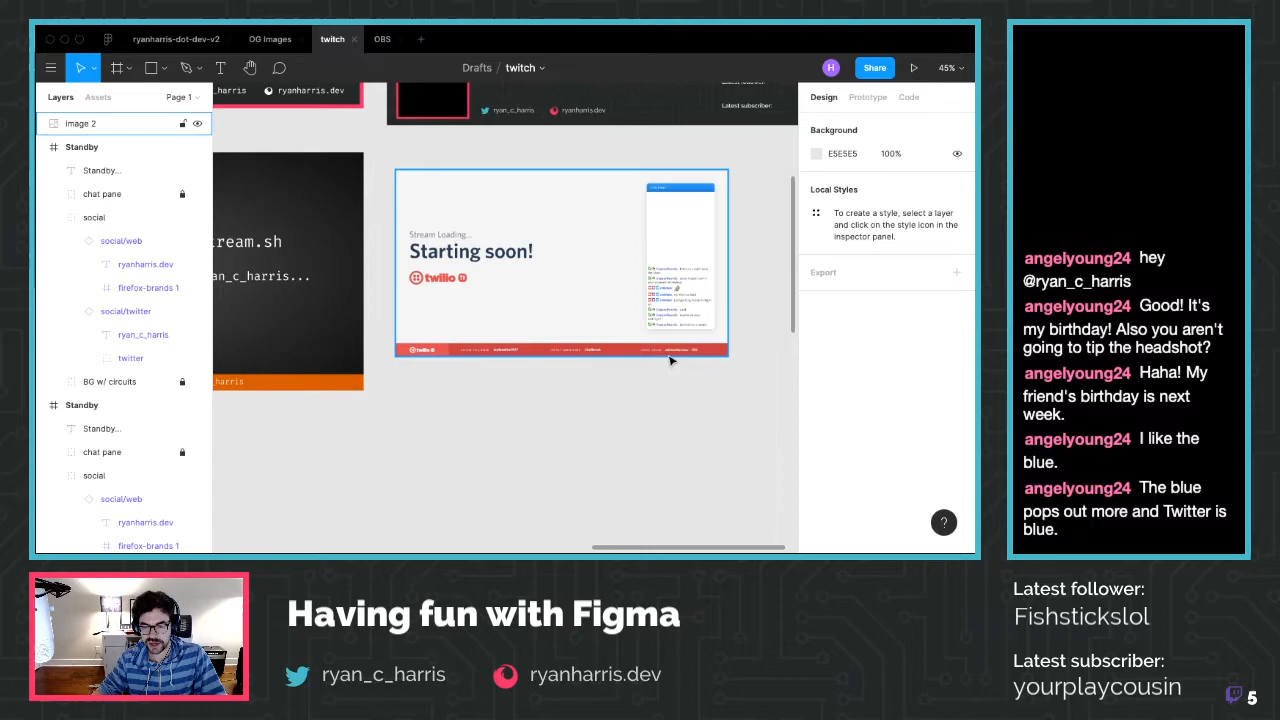 ryanharris-dot-dev-v2
OG Images
twitch
OBS
Drafts / twitch
H
Share
45%
Layers
Assets
Page 1
image 2
Standby
Standby...
chat pane
social
social/web
ryanharris.dev
firefox-brands 1
social/twitter
ryan_c_harris
twitter
BG w/ circuits
Standby
Standby...
chat pane
social
social/web
ryanharris.dev
firefox-brands 1
_harris
ryanharris.dev
ryan_c_harris
ryanharris.dev
Latest subscriber:
tream.sh
an_c_harris...
_harris
Stream Loading...
Starting soon!
twilio
twilio
Design
Prototype
Code
Background
E5E5E5
100%
Local Styles
To create a style, select a layer
and click on the style icon in the
inspector panel.
Export
?
angelyoung24 hey
@ryan_c_harris
angelyoung24 Good! It's
my birthday! Also you aren't
going to tip the headshot?
angelyoung24 Haha! My
friend's birthday is next
week.
angelyoung24 I like the
blue.
angelyoung24 The blue
pops out more and Twitter is
blue.
Having fun with Figma
ryan_c_harris
ryanharris.dev
Latest follower:
Fishstickslol
Latest subscriber:
yourplaycousin
5